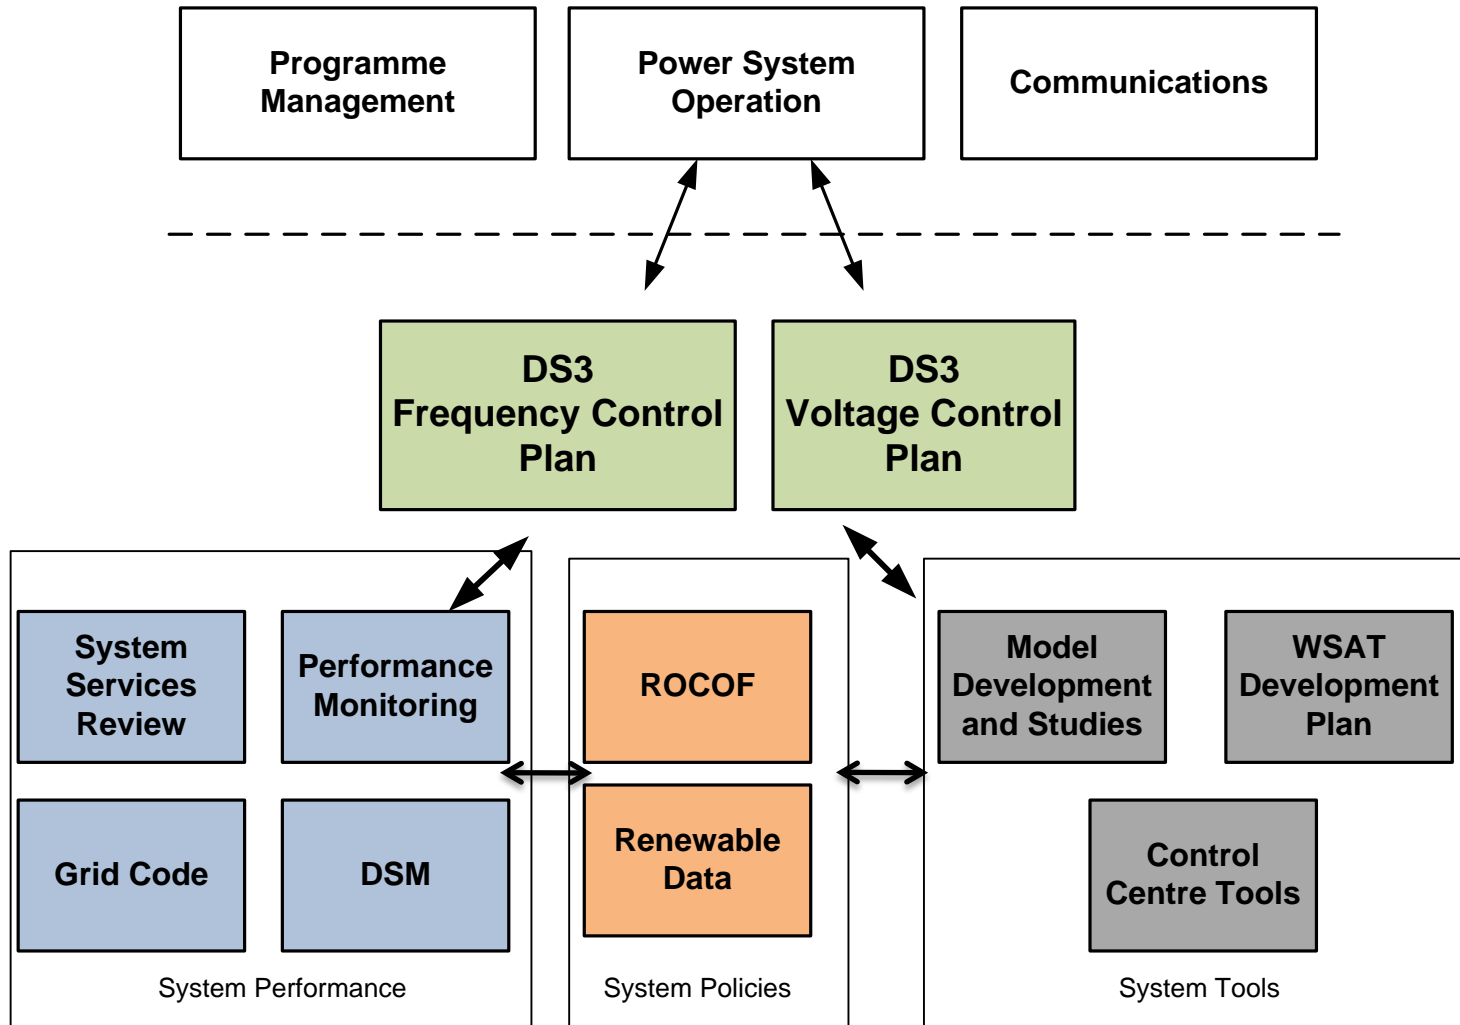 Programme
Management
Power System
Operation
Communications
DS3
Frequency Control
Plan
DS3
Voltage Control
Plan
System
Services
Review
Performance
Monitoring
Grid Code
DSM
System Performance
ROCOF
Renewable
Data
System Policies
Model
Development
and Studies
WSAT
Development
Plan
Control
Centre Tools
System Tools